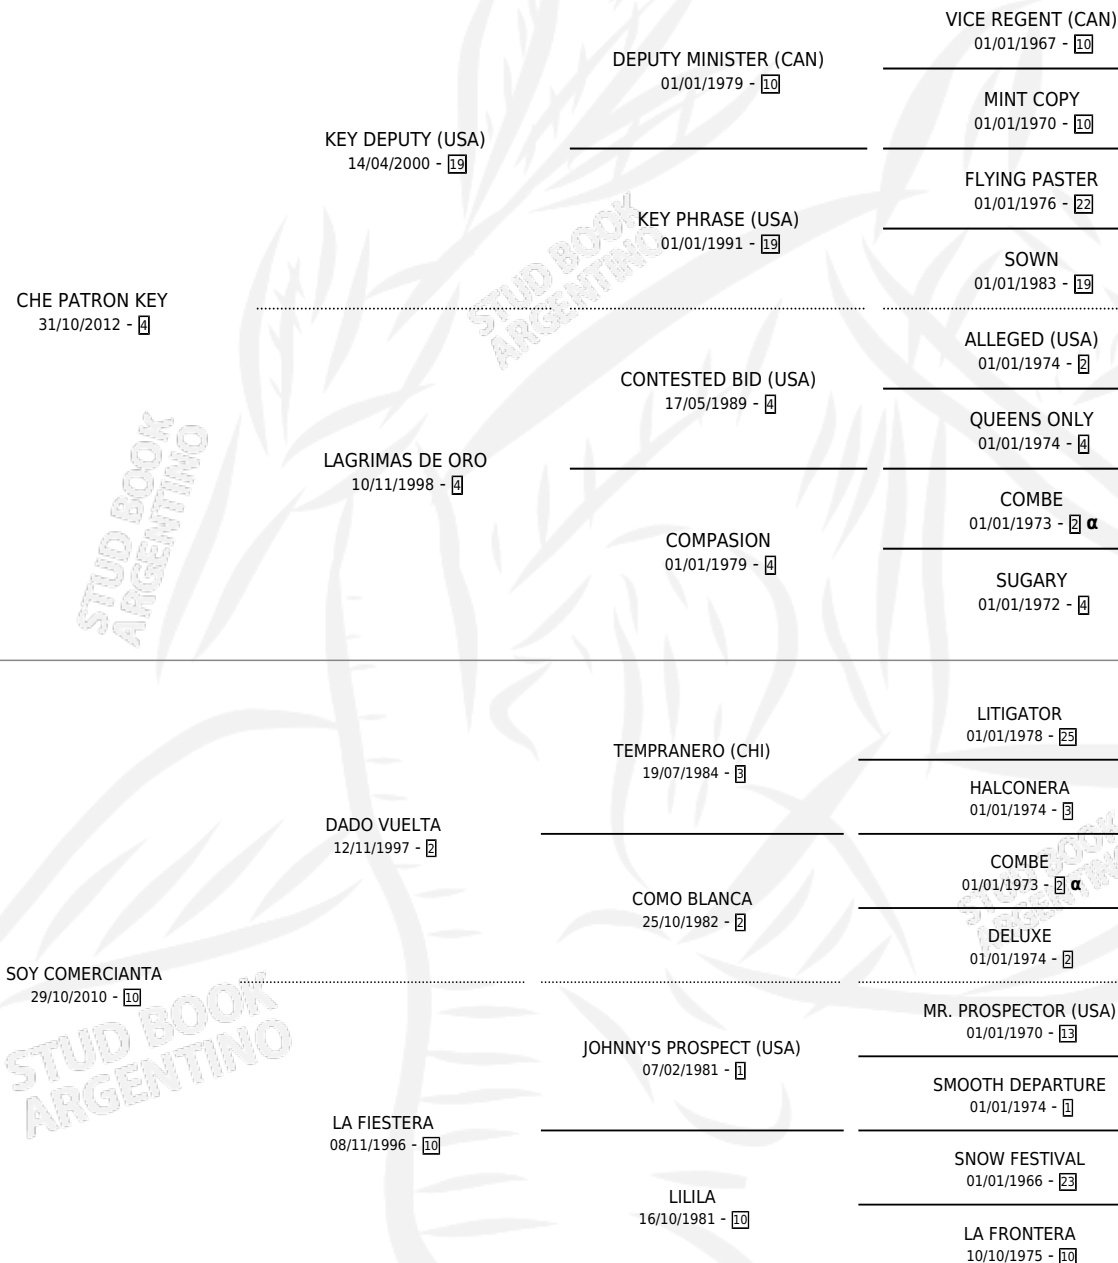 VICE REGENT (CAN)
01/01/1967 - 10
DEPUTY MINISTER (CAN)
01/01/1979 - 10
MINT COPY
01/01/1970 - 10
KEY DEPUTY (USA)
14/04/2000 - 19
FLYING PASTER
01/01/1976 - 22
KEY PHRASE (USA)
01/01/1991 - 19
SOWN
01/01/1983 - 19
CHE PATRON KEY
31/10/2012 - 4
ALLEGED (USA)
01/01/1974 - 2
CONTESTED BID (USA)
17/05/1989 - 4
QUEENS ONLY
01/01/1974 - 4
LAGRIMAS DE ORO
10/11/1998 - 4
COMBE
01/01/1973 - 2 α
COMPASION
01/01/1979 - 4
SUGARY
01/01/1972 - 4
LITIGATOR
01/01/1978 - 25
TEMPRANERO (CHI)
19/07/1984 - 3
HALCONERA
01/01/1974 - 3
DADO VUELTA
12/11/1997 - 2
COMBE
01/01/1973 - 2 α
COMO BLANCA
25/10/1982 - 2
DELUXE
01/01/1974 - 2
SOY COMERCIANTA
29/10/2010 - 10
MR. PROSPECTOR (USA)
01/01/1970 - 13
JOHNNY'S PROSPECT (USA)
07/02/1981 - 1
SMOOTH DEPARTURE
01/01/1974 - 1
LA FIESTERA
08/11/1996 - 10
SNOW FESTIVAL
01/01/1966 - 23
LILILA
16/10/1981 - 10
LA FRONTERA
10/10/1975 - 10
STUD BOOK
ARGENTINO
STUD BOOK
ARGENTINO
STUD BOOK
ARGENTINO
STUD BOOK
ARGENTINO